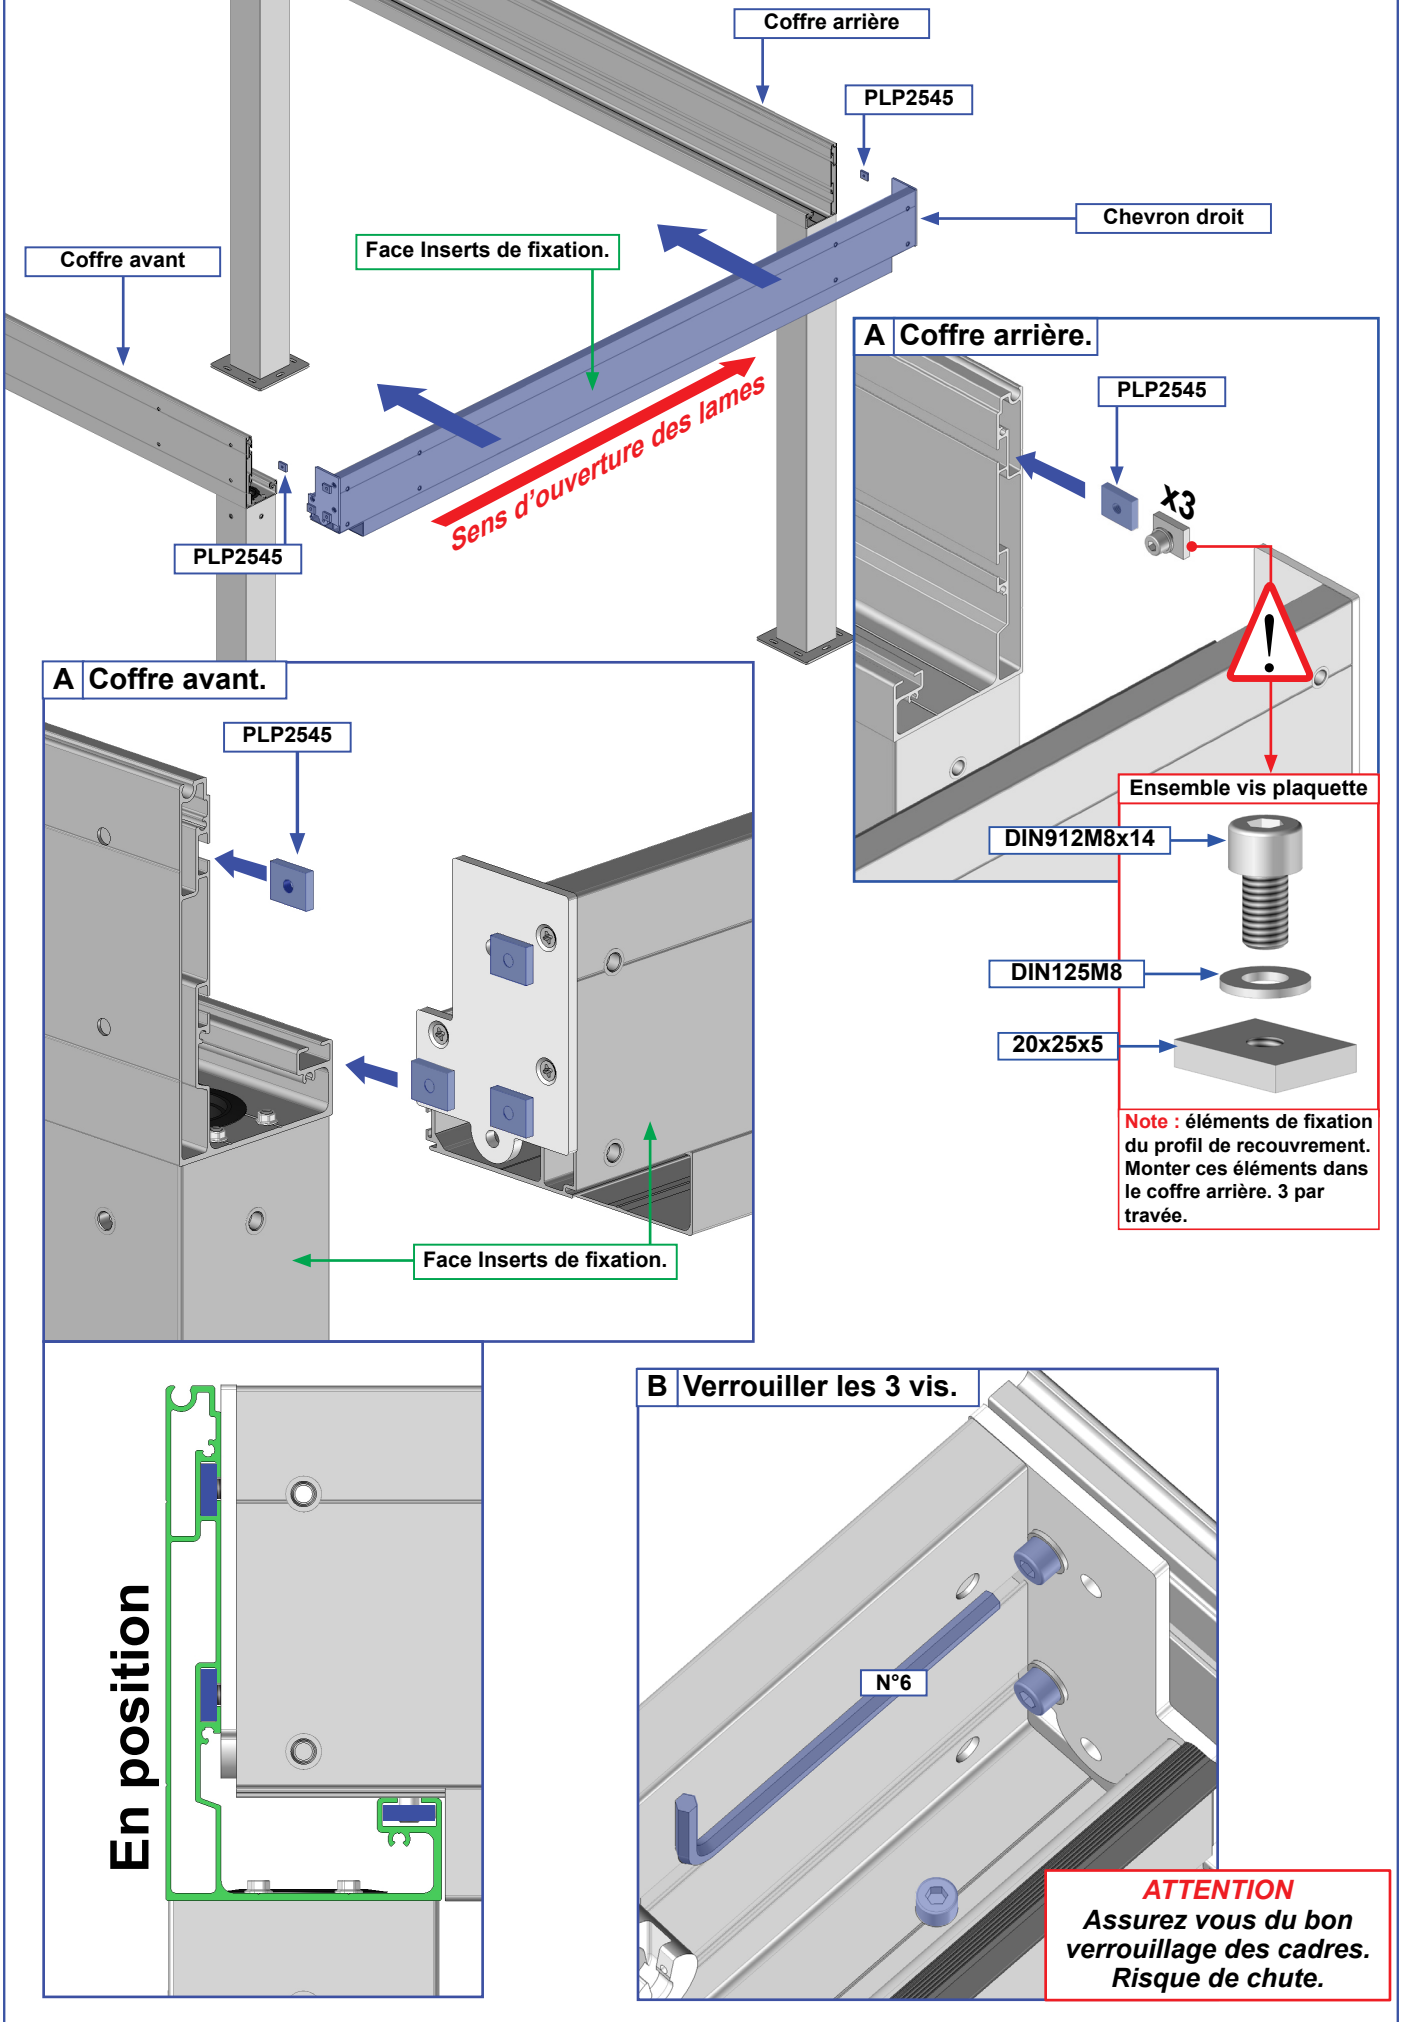 Coffre arrière
PLP2545
Chevron droit
Face Inserts de fixation.
Coffre avant
Sens d'ouverture des lames
PLP2545
A Coffre arrière.
PLP2545
x3
!
Ensemble vis plaquette
DIN912M8x14
DIN125M8
20x25x5
Note : éléments de fixation
du profil de recouvrement.
Monter ces éléments dans
le coffre arrière. 3 par
travée.
A Coffre avant.
PLP2545
Face Inserts de fixation.
En position
B Verrouiller les 3 vis.
N°6
ATTENTION
Assurez vous du bon
verrouillage des cadres.
Risque de chute.